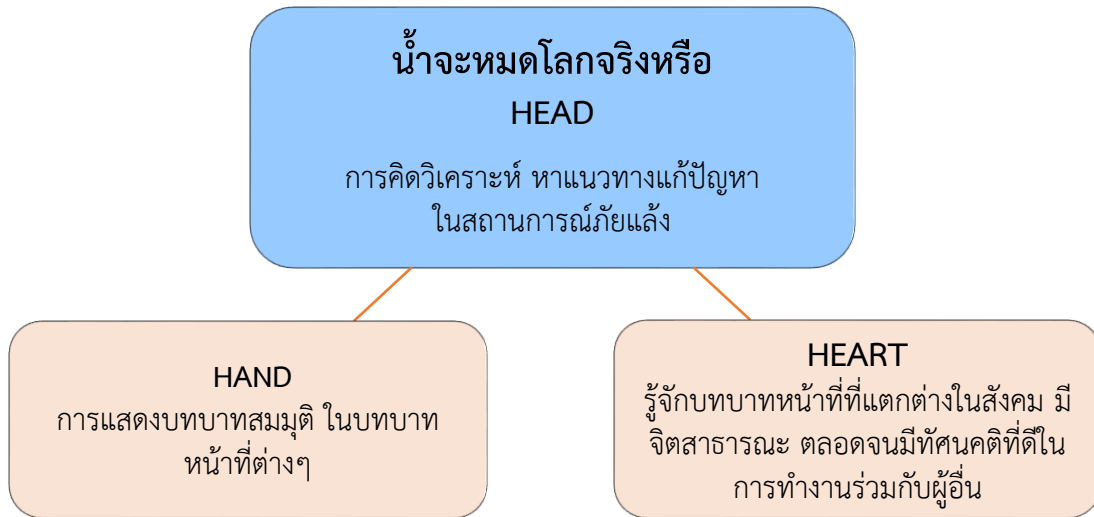 น้ำจะหมดโลกจริงหรือ
HEAD
การคิดวิเคราะห์ หาแนวทางแก้ปัญหา
ในสถานการณ์ภัยแล้ง
HAND
การแสดงบทบาทสมมุติ ในบทบาท
หน้าที่ต่างๆ
HEART
รู้จักบทบาทหน้าที่ที่แตกต่างในสังคม มี
จิตสาธารณะ ตลอดจนมีทัศนคติที่ดีใน
การทำงานร่วมกับผู้อื่น